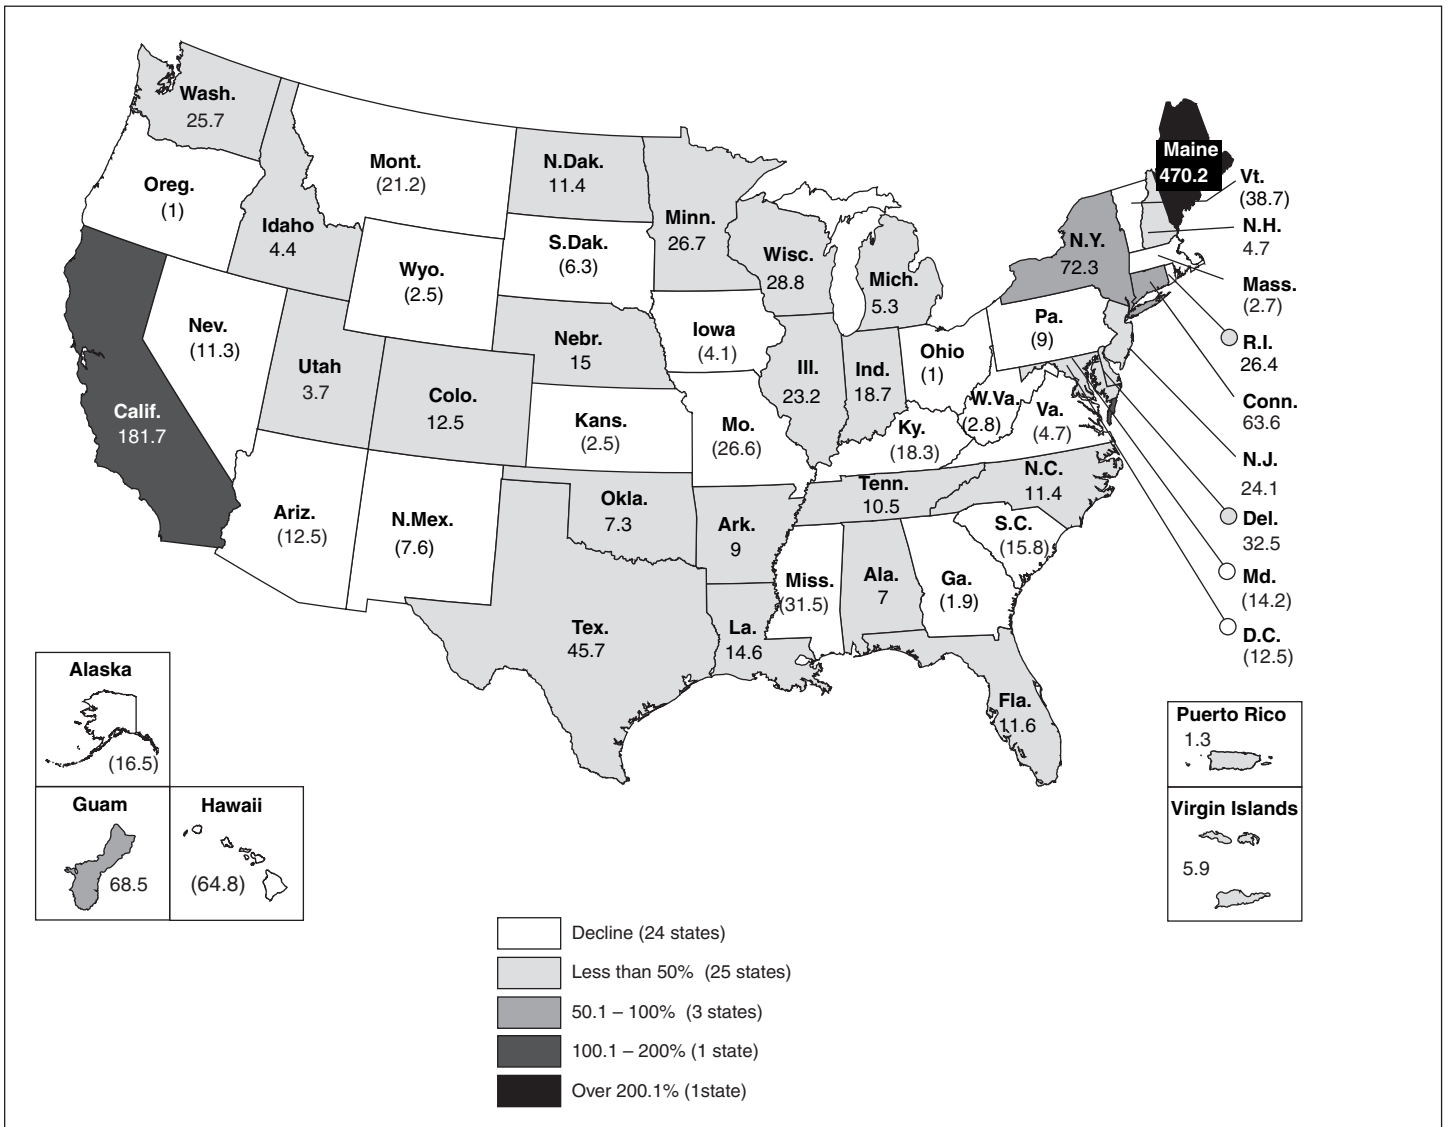 Wash.
25.7
Oreg.
(1)
Calif.
181.7
Nev.
(11.3)
Idaho
4.4
Mont.
(21.2)
Wyo.
(2.5)
Utah
3.7
Colo.
12.5
Ariz.
(12.5)
N.Mex.
(7.6)
N.Dak.
11.4
S.Dak.
(6.3)
Nebr.
15
Kans.
(2.5)
Okla.
7.3
Tex.
45.7
Minn.
26.7
Iowa
(4.1)
Mo.
(26.6)
Ark.
9
La.
14.6
Wisc.
28.8
Ill.
23.2
Mich.
5.3
Ind.
18.7
Ohio
(1)
Ky.
(18.3)
Tenn.
10.5
Miss.
(31.5)
Ala.
7
Ga.
(1.9)
Fla.
11.6
S.C.
(15.8)
N.C.
11.4
Va.
(4.7)
W.Va.
(2.8)
Pa.
(9)
N.Y.
72.3
Maine
470.2
Vt.
(38.7)
N.H.
4.7
Mass.
(2.7)
R.I.
26.4
Conn.
63.6
N.J.
24.1
Del.
32.5
Md.
(14.2)
D.C.
(12.5)
Alaska
(16.5)
Guam
68.5
Hawaii
(64.8)
Puerto Rico
1.3
Virgin Islands
5.9
Decline (24 states)
Less than 50% (25 states)
50.1 – 100% (3 states)
100.1 – 200% (1 state)
Over 200.1% (1state)